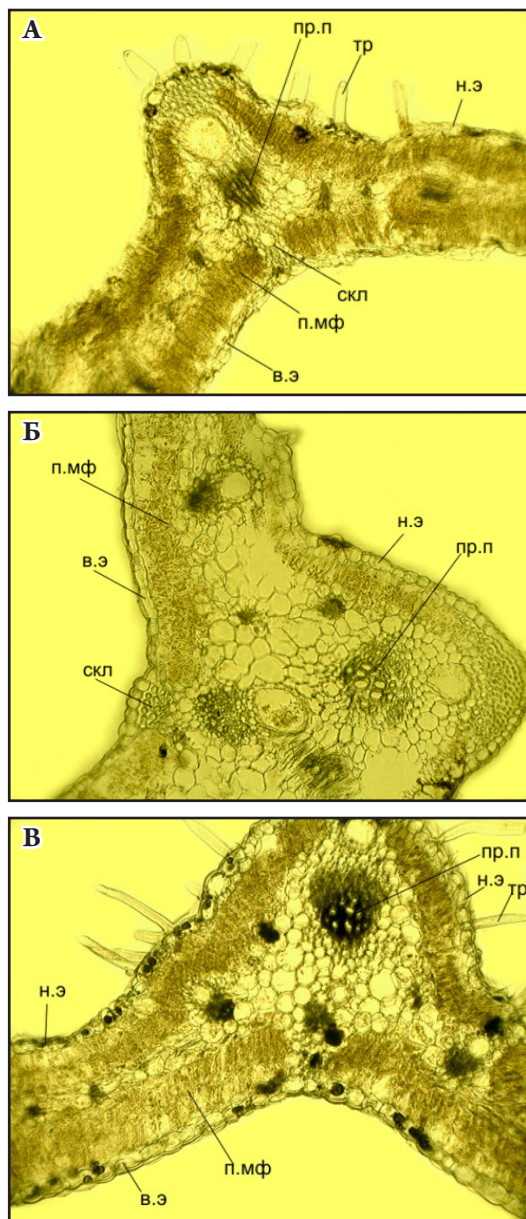 А
пр.п
тр
н.э
скл
п.мф
в.э
Б
п.мф
н.э
пр.п
в.э
скл
В
пр.п
н.э
тр
н.э
п.мф
в.э